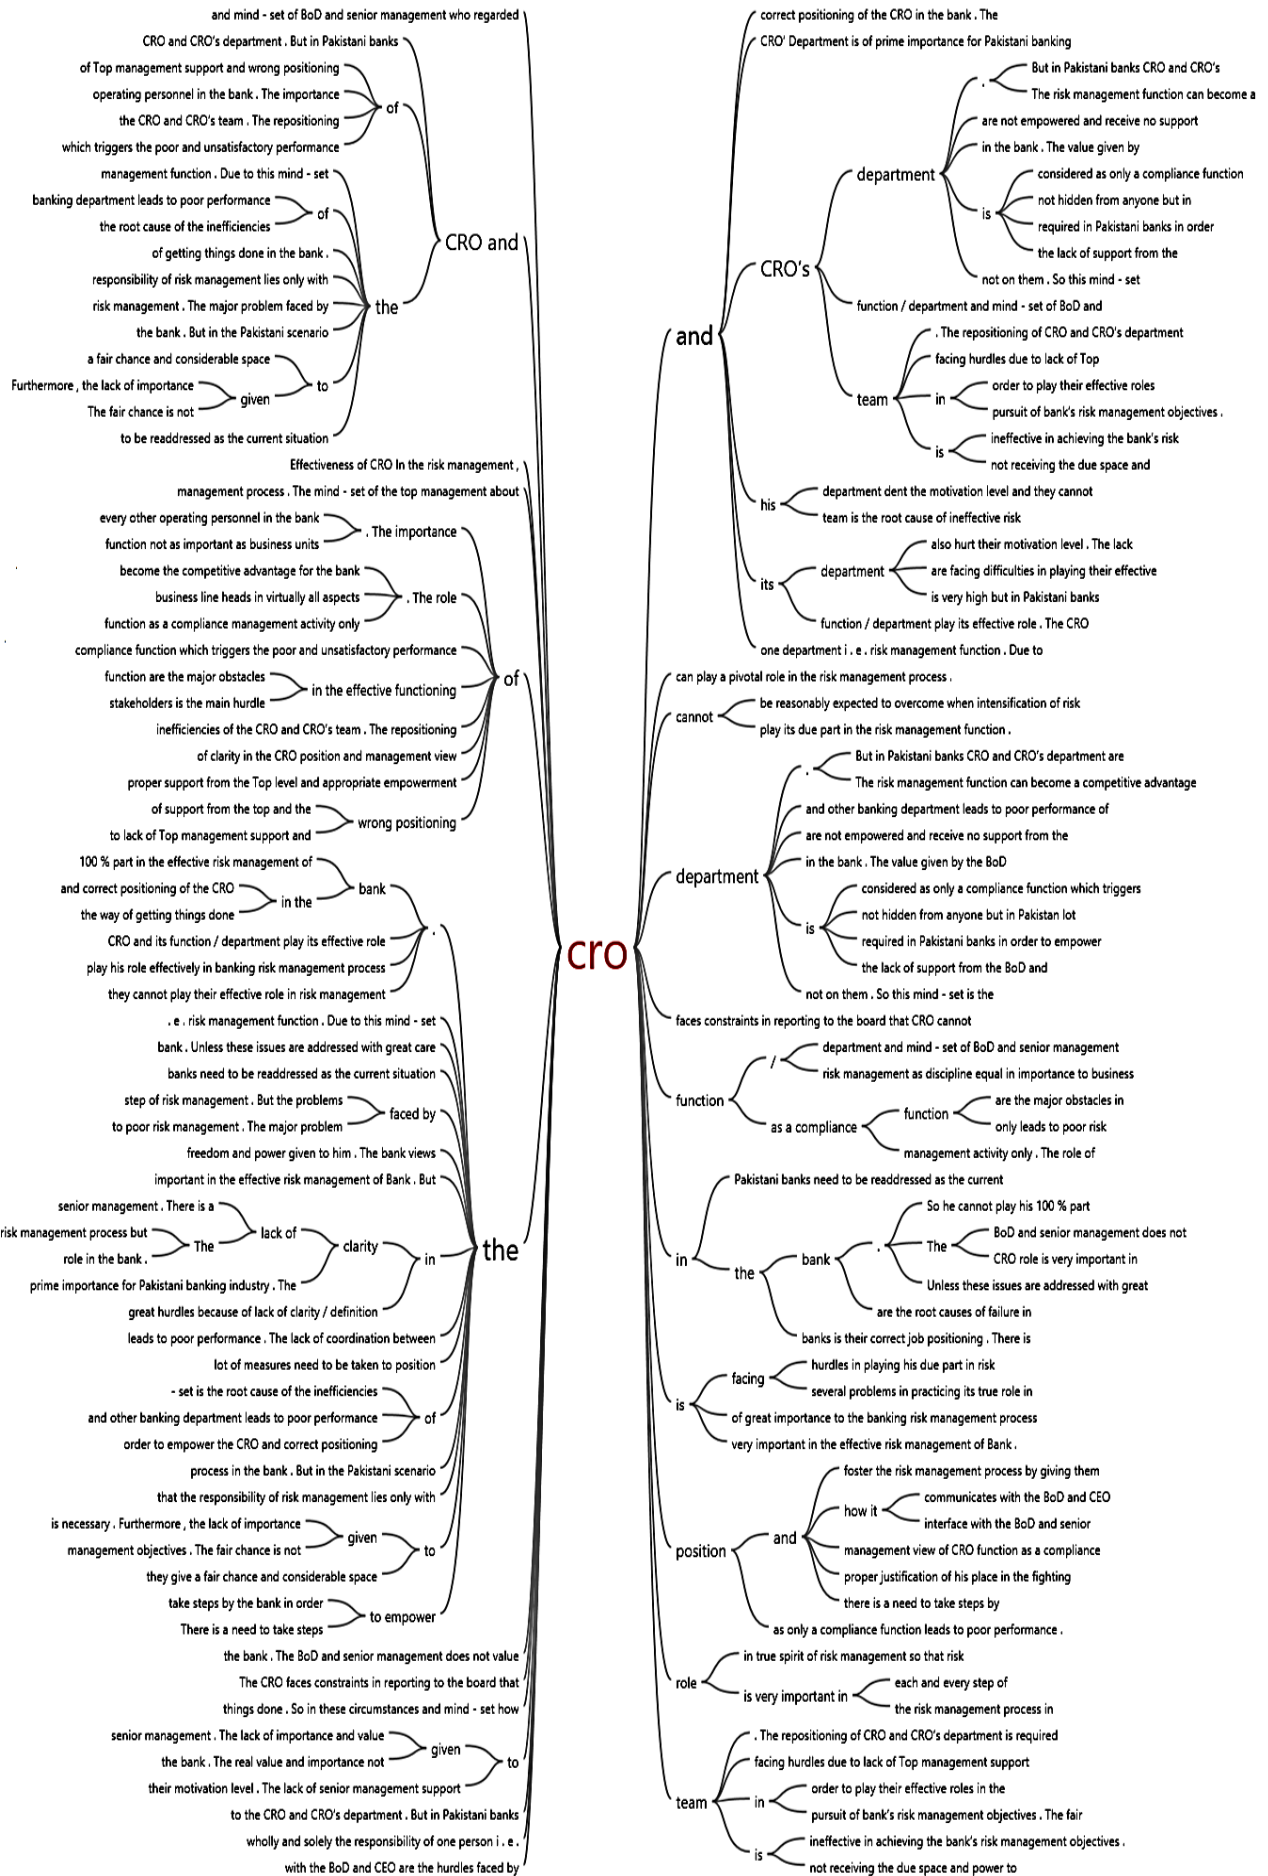 and mind - set of BoD and senior management who regarded
CRO and CRO's department . But in Pakistani banks
of Top management support and wrong positioning
operating personnel in the bank . The importance
of
the CRO and CRO's team . The repositioning
which triggers the poor and unsatisfactory performance
management function . Due to this mind - set
banking department leads to poor performance
of
the root cause of the inefficiencies
CRO and
of getting things done in the bank .
responsibility of risk management lies only with
risk management . The major problem faced by
the
the bank . But in the Pakistani scenario
a fair chance and considerable space
to
Furthermore , the lack of importance
given
The fair chance is not
to be readdressed as the current situation
Effectiveness of CRO In the risk management ,
management process . The mind - set of the top management about
every other operating personnel in the bank
. The importance
function not as important as business units
become the competitive advantage for the bank
business line heads in virtually all aspects
. The role
function as a compliance management activity only
compliance function which triggers the poor and unsatisfactory performance
function are the major obstacles
of
in the effective functioning
stakeholders is the main hurdle
inefficiencies of the CRO and CRO's team . The repositioning
of clarity in the CRO position and management view
proper support from the Top level and appropriate empowerment
of support from the top and the
wrong positioning
to lack of Top management support and
100 % part in the effective risk management of
bank
and correct positioning of the CRO
in the
the way of getting things done
.
CRO and its function / department play its effective role
play his role effectively in banking risk management process
they cannot play their effective role in risk management
. e . risk management function . Due to this mind - set
bank . Unless these issues are addressed with great care
banks need to be readdressed as the current situation
step of risk management . But the problems
faced by
to poor risk management . The major problem
freedom and power given to him . The bank views
important in the effective risk management of Bank . But
senior management . There is a
lack of
risk management process but
The
role in the bank .
clarity
in
the
prime importance for Pakistani banking industry . The
great hurdles because of lack of clarity / definition
leads to poor performance . The lack of coordination between
lot of measures need to be taken to position
- set is the root cause of the inefficiencies
and other banking department leads to poor performance
of
order to empower the CRO and correct positioning
process in the bank . But in the Pakistani scenario
that the responsibility of risk management lies only with
is necessary . Furthermore , the lack of importance
given
management objectives . The fair chance is not
to
they give a fair chance and considerable space
take steps by the bank in order
to empower
There is a need to take steps
the bank . The BoD and senior management does not value
The CRO faces constraints in reporting to the board that
things done . So in these circumstances and mind - set how
senior management . The lack of importance and value
given
the bank . The real value and importance not
to
their motivation level . The lack of senior management support
to the CRO and CRO's department . But in Pakistani banks
wholly and solely the responsibility of one person i . e .
with the BoD and CEO are the hurdles faced by
cro
correct positioning of the CRO in the bank . The
CRO' Department is of prime importance for Pakistani banking
But in Pakistani banks CRO and CRO's
.
The risk management function can become a
are not empowered and receive no support
in the bank . The value given by
department
considered as only a compliance function
not hidden from anyone but in
is
required in Pakistani banks in order
the lack of support from the
CRO's
not on them . So this mind - set
function / department and mind - set of BoD and
and
. The repositioning of CRO and CRO's department
facing hurdles due to lack of Top
order to play their effective roles
team
in
pursuit of bank's risk management objectives .
ineffective in achieving the bank's risk
is
not receiving the due space and
department dent the motivation level and they cannot
his
team is the root cause of ineffective risk
also hurt their motivation level . The lack
department
are facing difficulties in playing their effective
its
is very high but in Pakistani banks
function / department play its effective role . The CRO
one department i . e . risk management function . Due to
can play a pivotal role in the risk management process .
be reasonably expected to overcome when intensification of risk
cannot
play its due part in the risk management function .
But in Pakistani banks CRO and CRO's department are
.
The risk management function can become a competitive advantage
and other banking department leads to poor performance of
are not empowered and receive no support from the
in the bank . The value given by the BoD
department
considered as only a compliance function which triggers
not hidden from anyone but in Pakistan lot
is
required in Pakistani banks in order to empower
the lack of support from the BoD and
not on them . So this mind - set is the
faces constraints in reporting to the board that CRO cannot
department and mind - set of BoD and senior management
/
risk management as discipline equal in importance to business
function
are the major obstacles in
function
as a compliance
only leads to poor risk
management activity only . The role of
Pakistani banks need to be readdressed as the current
So he cannot play his 100 % part
BoD and senior management does not
.
The
in
the
bank
CRO role is very important in
Unless these issues are addressed with great
are the root causes of failure in
banks is their correct job positioning . There is
hurdles in playing his due part in risk
facing
several problems in practicing its true role in
is
of great importance to the banking risk management process
very important in the effective risk management of Bank .
foster the risk management process by giving them
communicates with the BoD and CEO
how it
interface with the BoD and senior
position
and
management view of CRO function as a compliance
proper justification of his place in the fighting
there is a need to take steps by
as only a compliance function leads to poor performance .
in true spirit of risk management so that risk
role
each and every step of
is very important in
the risk management process in
. The repositioning of CRO and CRO's department is required
facing hurdles due to lack of Top management support
order to play their effective roles in the
team
in
pursuit of bank's risk management objectives . The fair
ineffective in achieving the bank's risk management objectives .
is
not receiving the due space and power to